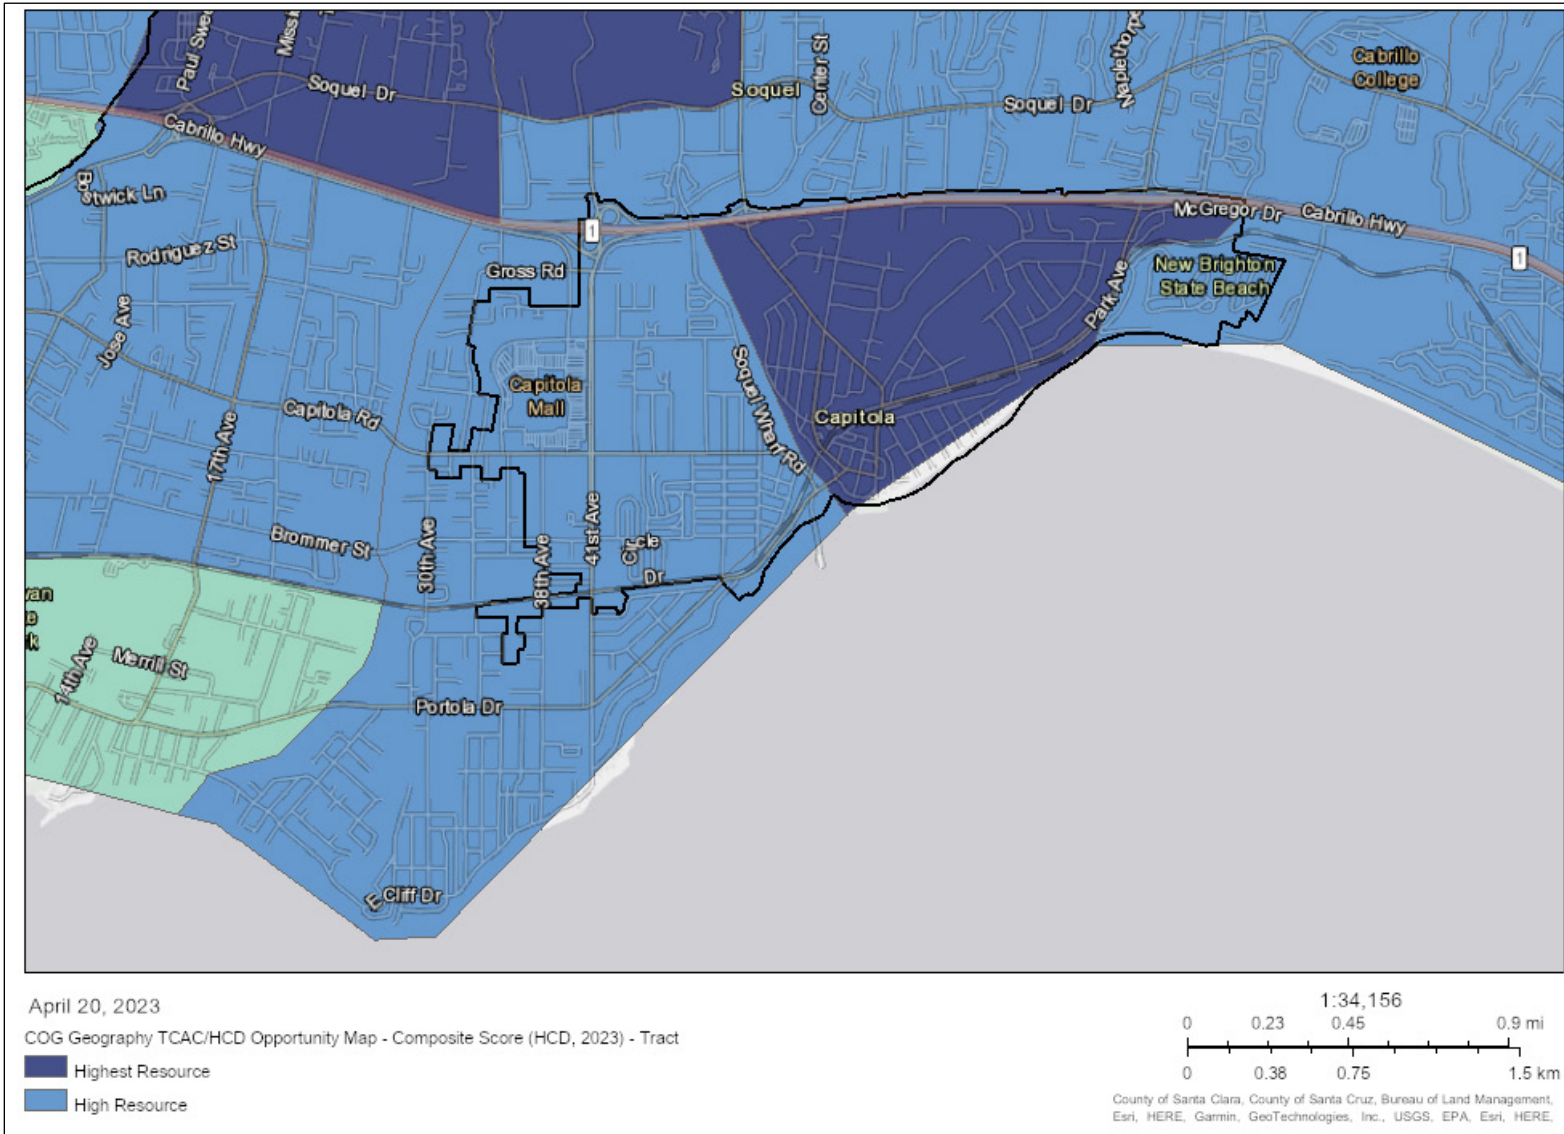 Paul Swee
Missi
Soquel Dr
Soquel
Center St
Soquel Dr
Maplethorpe
Cabrillo
College
Cabrillo Hwy
Bostwick Ln
Rodriguez St
Jose Ave
Gross Rd
1
McGregor Dr
Cabrillo Hwy
1
New Brighton
State Beach
Park Ave
Capitola
Mall
Soquel Wharf Rd
Capitola
Capitola Rd
17th Ave
Brommer St
30th Ave
38th Ave
41st Ave
Circle
Dr
van
e
k
14th Ave
Merrill St
Portola Dr
E Cliff Dr
April 20, 2023
COG Geography TCAC/HCD Opportunity Map - Composite Score (HCD, 2023) - Tract
Highest Resource
High Resource
1:34,156
0 0.23 0.45 0.9 mi
0 0.38 0.75 1.5 km
County of Santa Clara, County of Santa Cruz, Bureau of Land Management,
Esri, HERE, Garmin, GeoTechnologies, Inc., USGS, EPA, Esri, HERE,